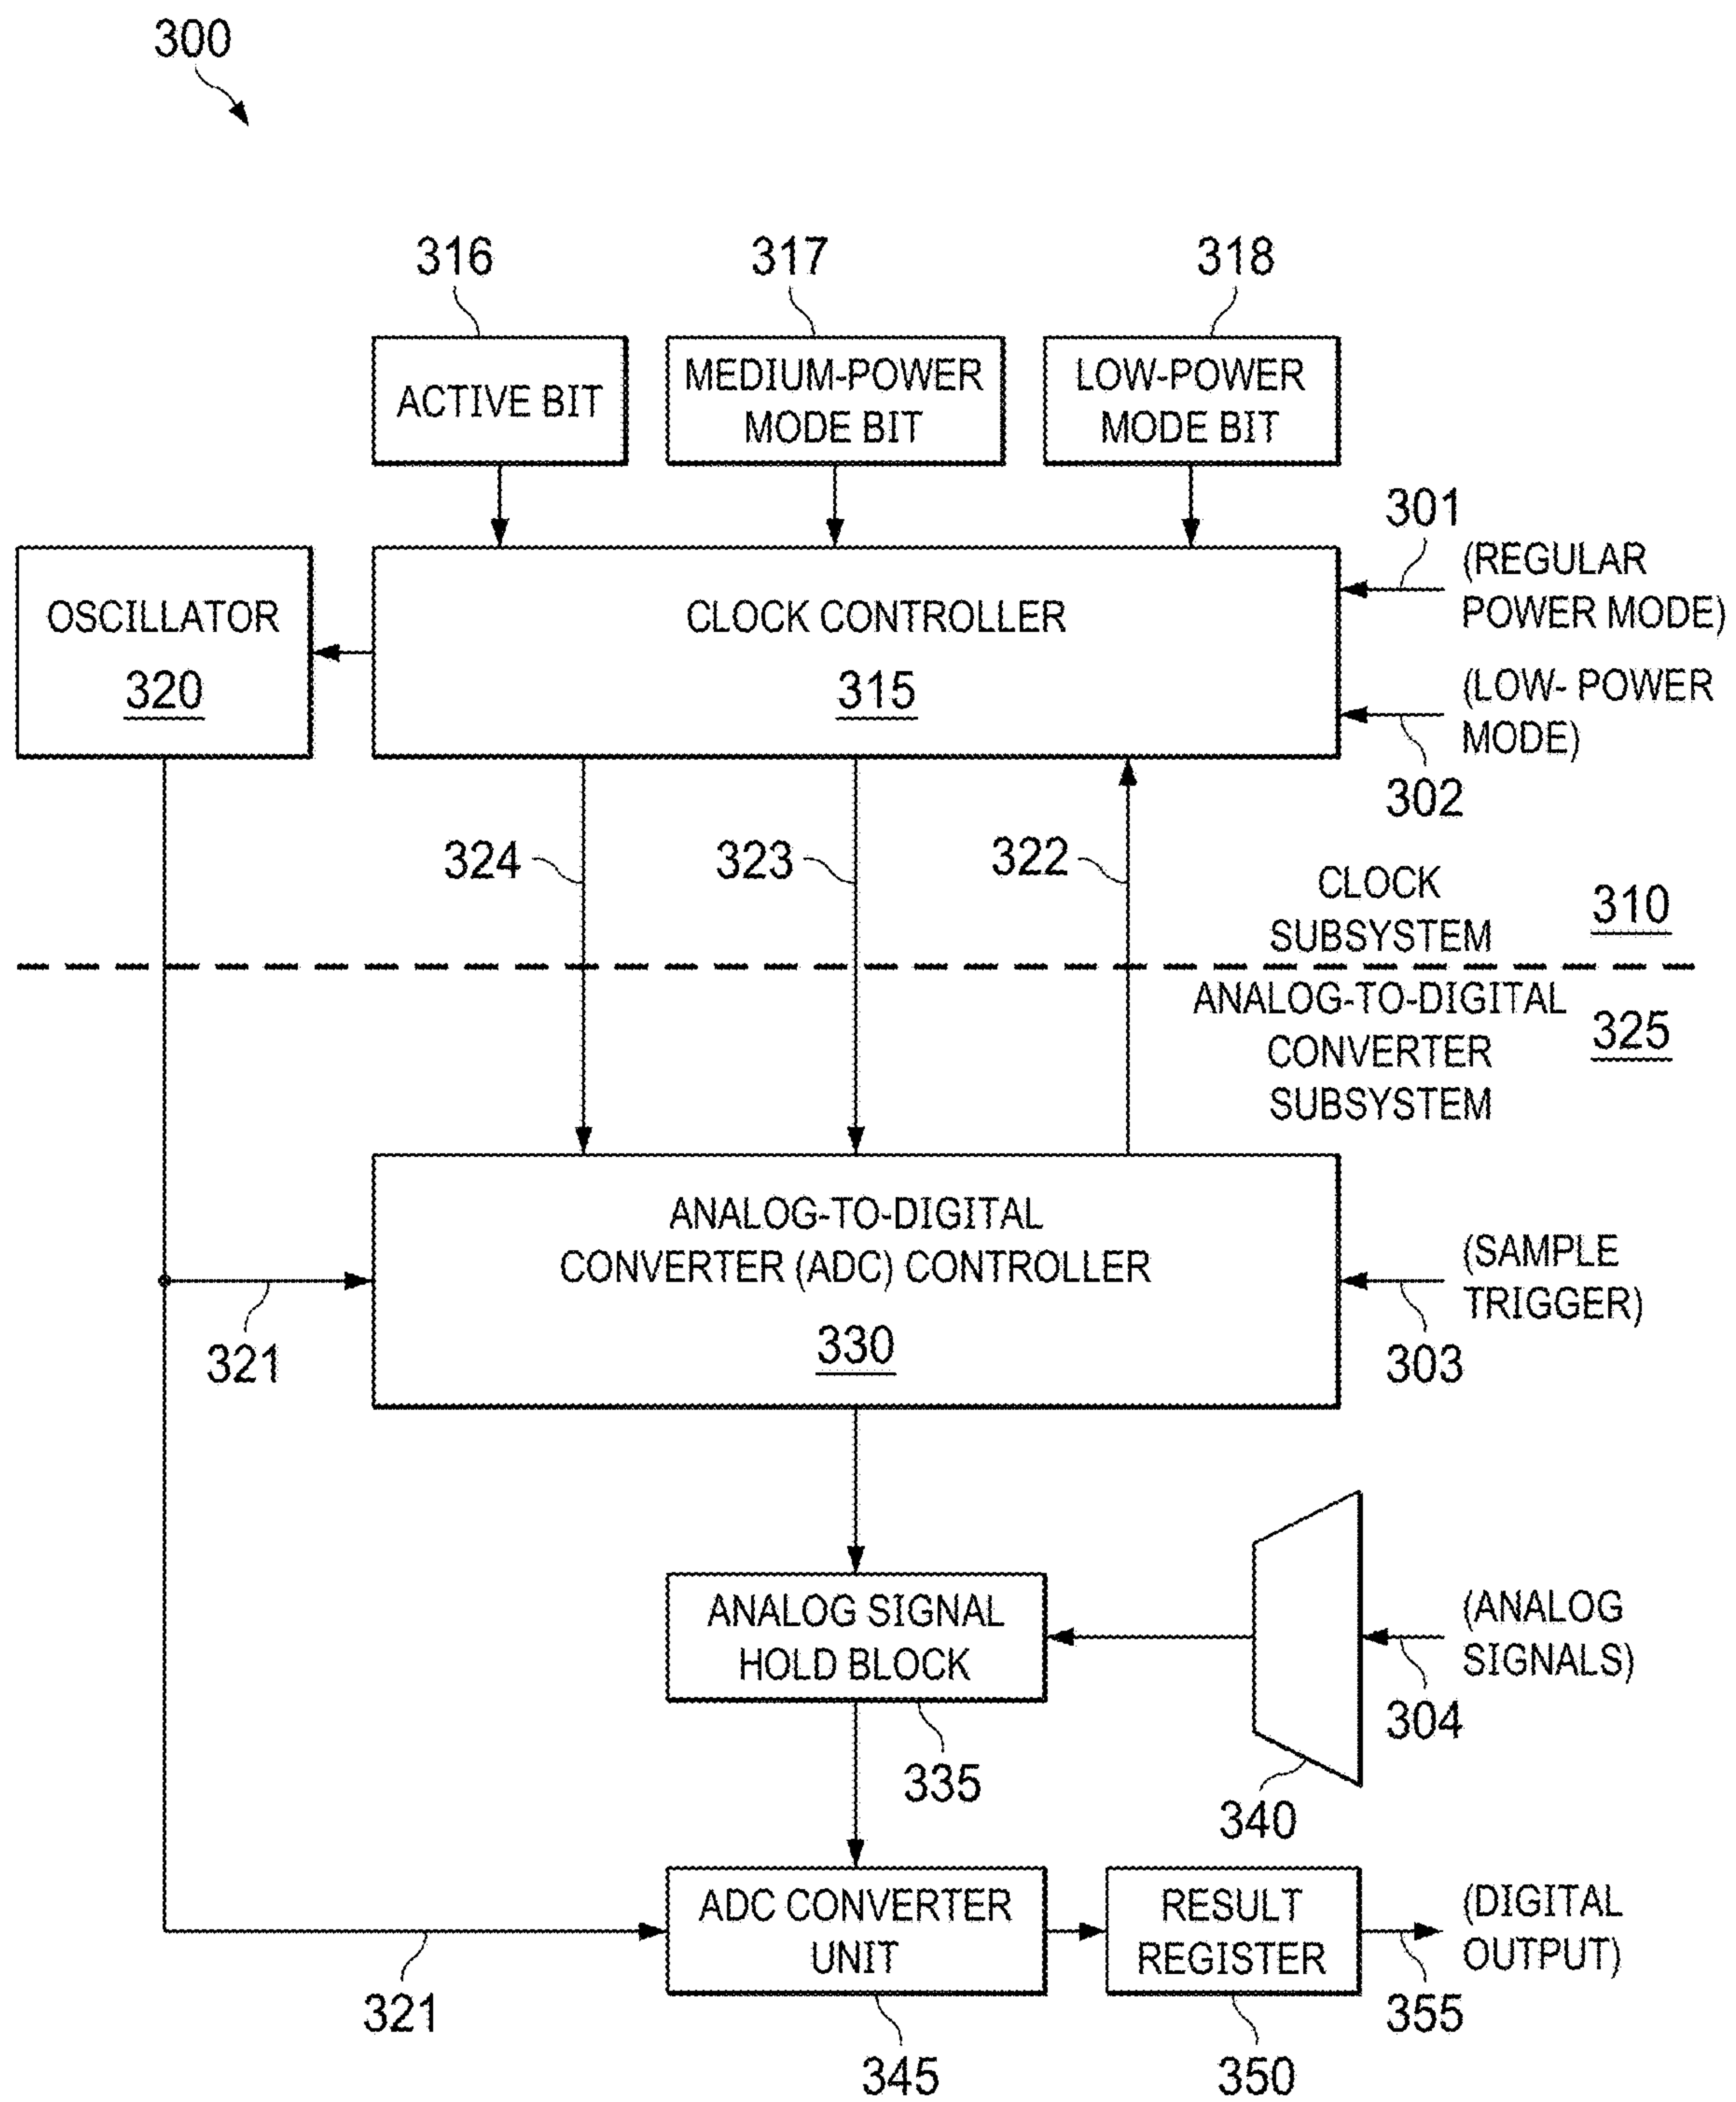 300
316
317
318
ACTIVE BIT
MEDIUM-POWER
MODE BIT
LOW-POWER
MODE BIT
301
(REGULAR
POWER MODE)
OSCILLATOR
320
CLOCK CONTROLLER
315
(LOW- POWER
MODE)
302
324
323
322
CLOCK
SUBSYSTEM
310
ANALOG-TO-DIGITAL
CONVERTER
SUBSYSTEM
325
ANALOG-TO-DIGITAL
CONVERTER (ADC) CONTROLLER
330
(SAMPLE
TRIGGER)
303
321
ANALOG SIGNAL
HOLD BLOCK
335
(ANALOG
SIGNALS)
304
340
ADC CONVERTER
UNIT
RESULT
REGISTER
(DIGITAL
OUTPUT)
321
345
350
355